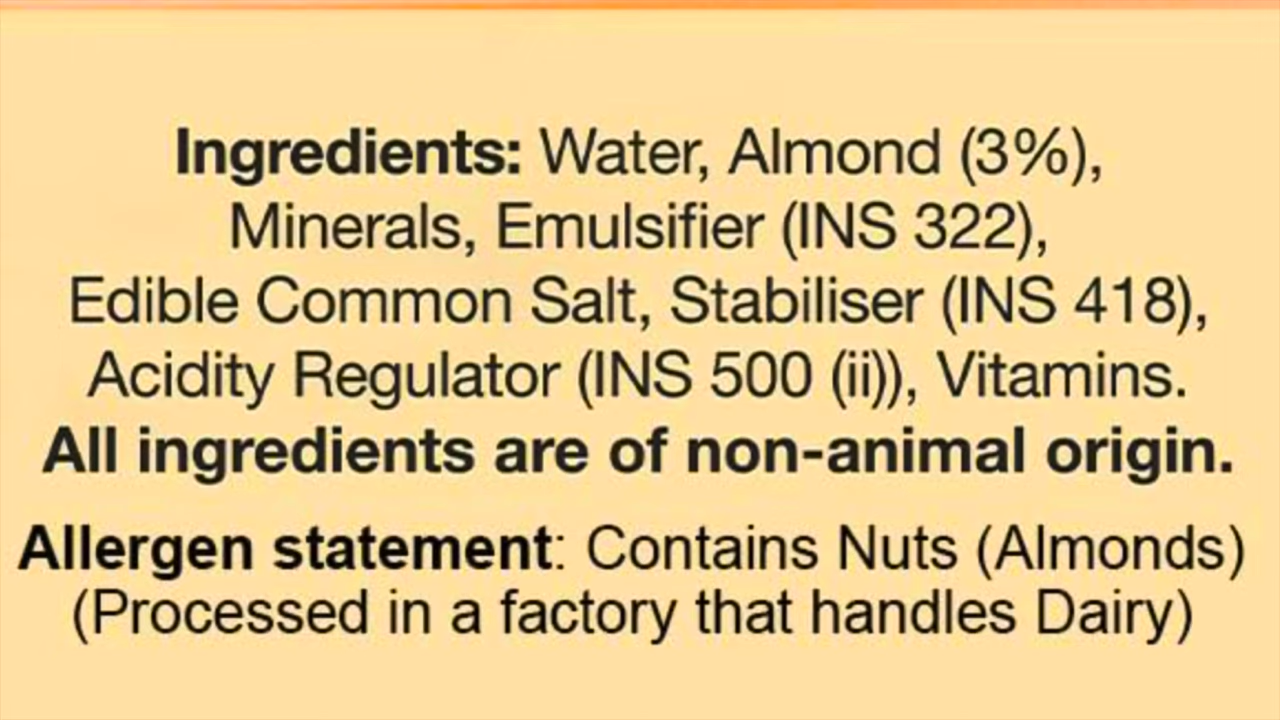 Ingredients: Water, Almond (3%),
Minerals, Emulsifier (INS 322),
Edible Common Salt, Stabiliser (INS 418),
Acidity Regulator (INS 500 (ii)), Vitamins.
All ingredients are of non-animal origin.
Allergen statement: Contains Nuts (Almonds)
(Processed in a factory that handles Dairy)